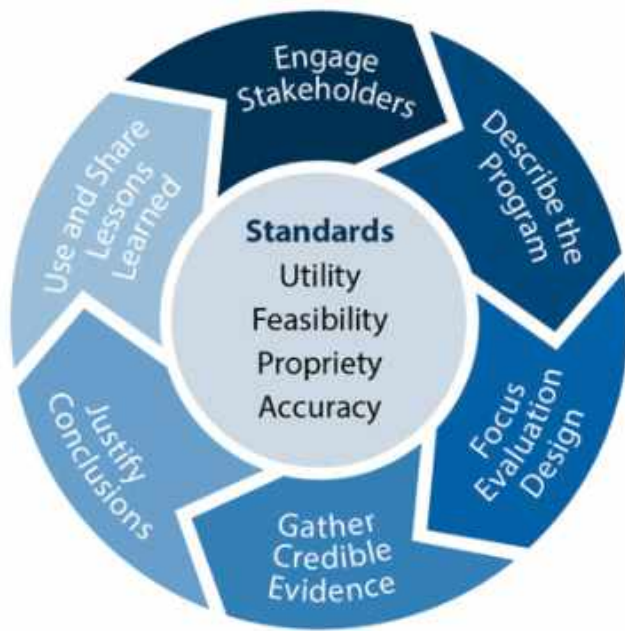 Engage
Stakeholders
Describe the
Program
Focus
Evaluation
Design
Gather
Credible
Evidence
Justify
Conclusions
Use and Share
Lessons
Learned
Standards
Utility
Feasibility
Propriety
Accuracy